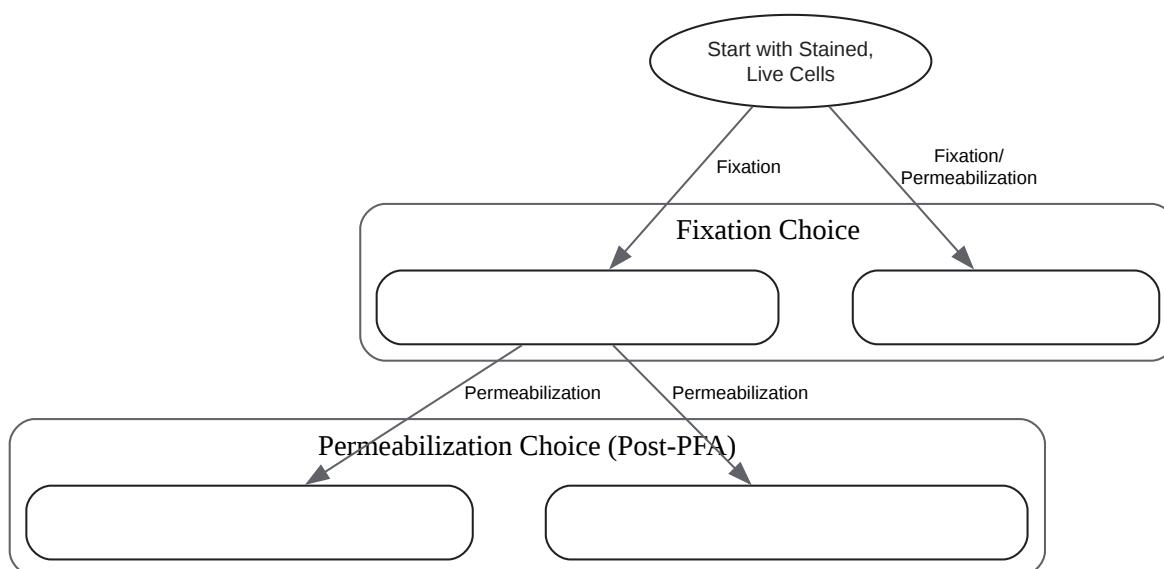 Start with Stained,
Live Cells
Fixation
Fixation/
Permeabilization
Fixation Choice
Permeabilization
Permeabilization
Permeabilization Choice (Post-PFA)